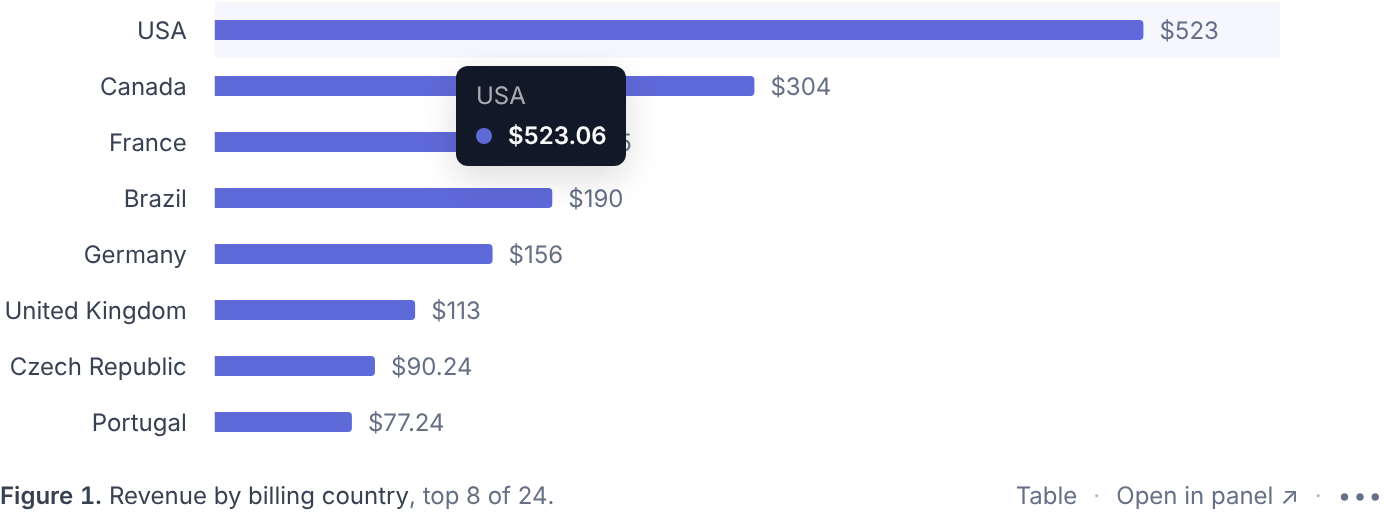 USA $523
Canada $304
USA
$523.06
France
Brazil $190
Germany $156
United Kingdom $113
Czech Republic $90.24
Portugal $77.24
Figure 1. Revenue by billing country, top 8 of 24.
Table · Open in panel ↗ · •••